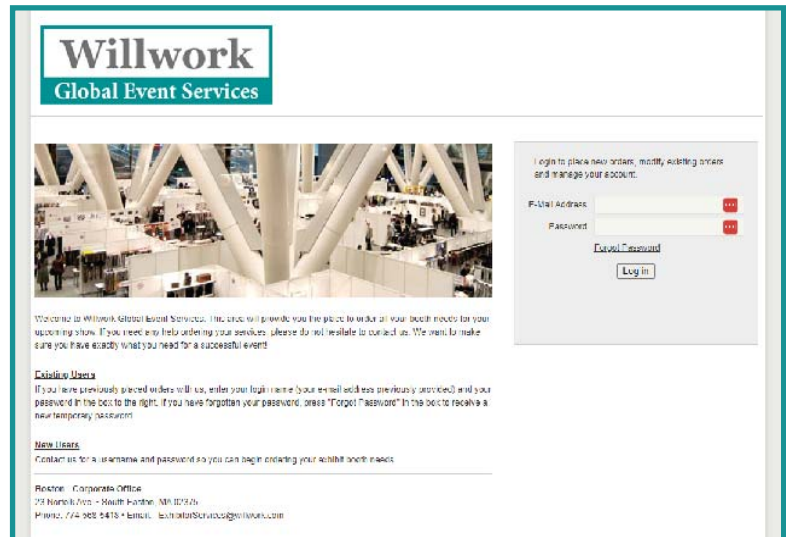 Willwork
Global Event Services
Login to place new orders, modify existing orders
and manage your account.
E-Mail Address
Password
Forgot Password
Log in
Welcome to Willwork Global Event Services. This area will provide you the place to order all your booth needs for your
upcoming show. If you need any help ordering your services, please do not hesitate to contact us. We want to make
sure you have exactly what you need for a successful event!
Existing Users
If you have previously placed orders with us, enter your login name (your e-mail address previously provided) and your
password in the box to the right. If you have forgotten your password, press "Forgot Password" in the box to receive a
new temporary password
New Users
Contact us for a username and password so you can begin ordering your exhibit booth needs
Boston Corporate Office
23 Norfolk Ave • South Easton, MA 02375
Phone: • Email: ExhibitorServices@willwork.com